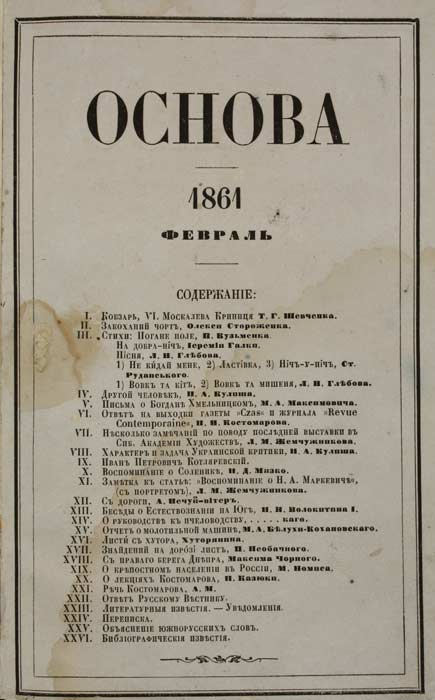 ОСНОВА
1861
ФЕВРАЛЬ
СОДЕРЖАНІЕ:
I. Кобзарь, VI. Москалева Криниця Т. Г. Шевченка.
II. Закоханий чортъ, Олекси Стороженка.
III. Стихи: Погане поле, П. Кузьменка.
На добра-нічъ, Іереміи Галки.
Пісня, Л. И. Глѣбова.
1) Не кидай мене, 2) Ластівка, 3) Нічъ-у-нічъ, Ст.
Руданського.
1) Вовкъ та кітъ, 2) Вовкъ та мишеня, Л. И. Глѣбова.
IV. Другой человѣкъ, П. А. Кулиша.
V. Письма о Богданѣ Хмельницкомъ, М. А. Максимовича.
VI. Отвѣтъ на выходки газеты »Czas« и журнала »Revue
Contemporaine«, Н. И. Костомарова.
VII. Нѣсколько замѣчаній по поводу послѣдней выставки въ
Спб. Академіи Художествъ, Л. М. Жемчужникова.
VIII. Характеръ и задача Украинской критики, П. А. Кулиша.
IX. Иванъ Петровичъ Котляревскій
X. Воспоминаніе о Соленикѣ, П. Д. Мизко.
XI. Замѣтка къ статьѣ: »Воспоминаніе о Н. А. Маркевичѣ«,
(съ портретомъ), Л. М. Жемчужникова.
XII. Съ дороги, А. Нечуй-вітеръ.
XIII. Бесѣды о Естествознаніи на Югѣ, Н. И. Волокитина I.
XIV. О руководствѣ къ пчеловодству, . . . . . . каго.
XV. Отчетъ о молотильной машинѣ, М. А. Бѣлухи-Кохановскаго.
XVI. Листи съ хутора, Хуторянина.
XVII. Знайдений на дорозі листъ, П. Необачного.
XVIII. Съ праваго берега Днѣпра, Максима Чорного.
XIX. О крѣпостномъ населеніи въ Россіи, М. Номиса.
XX. О лекціяхъ Костомарова, П. Казюки.
XXI. Рѣчь Костомарова, А. М.
XXII. Отвѣтъ Русскому Вѣстнику.
XXIII. Литературныя извѣстія. — Увѣдомленія.
XXIV. Переписка.
XXV. Объясненіе южнорусскихъ словъ.
XXVI. Библіографическія извѣстія.